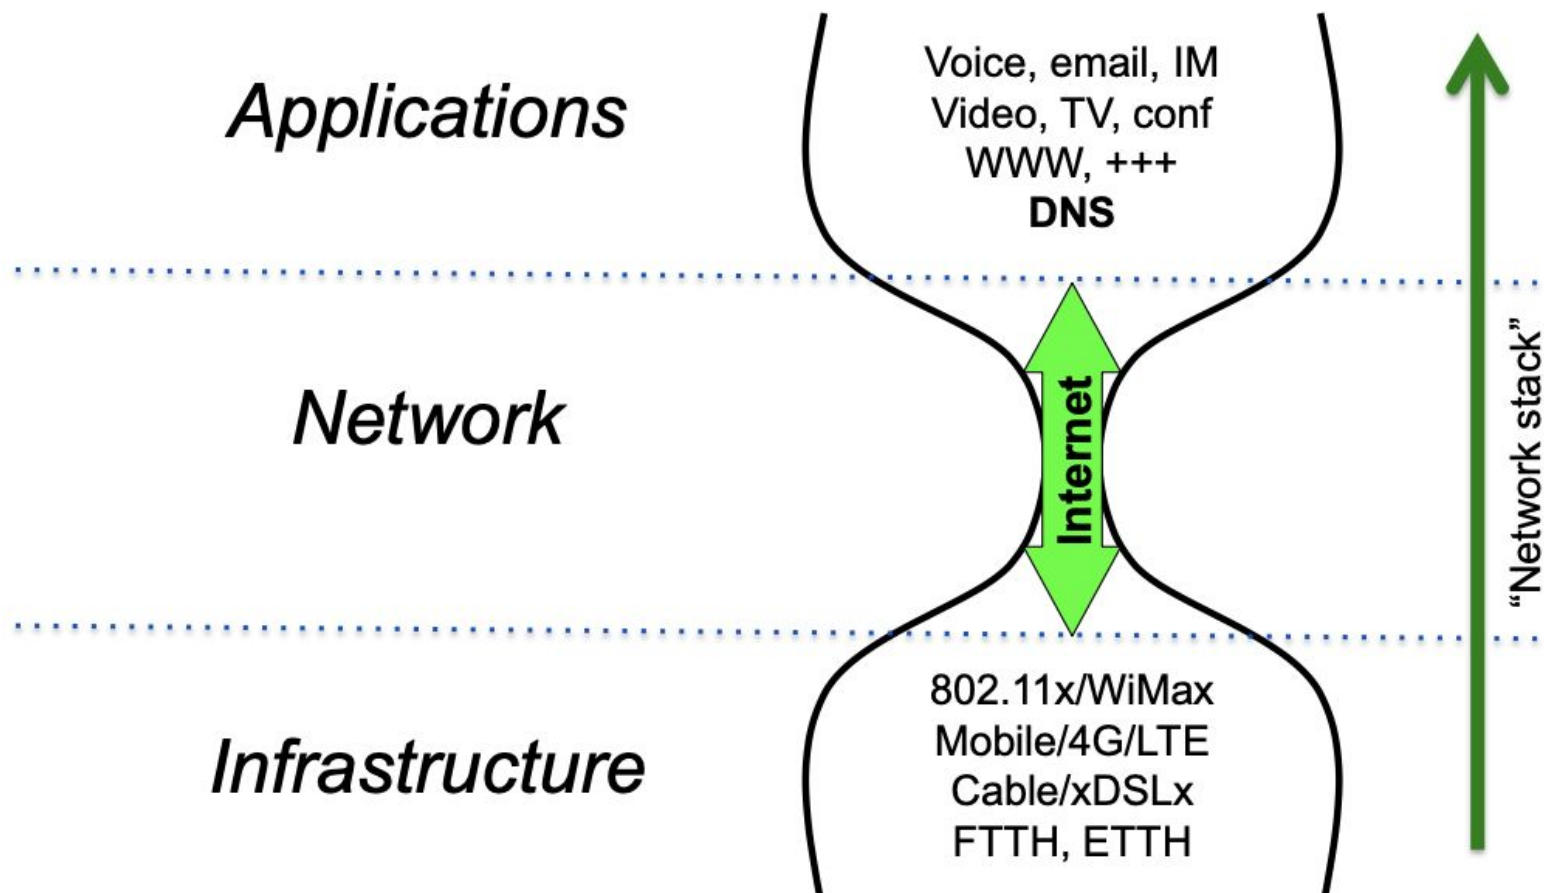 Applications
Voice, email, IM
Video, TV, conf
WWW, +++
DNS
Network
Internet
“Network stack”
Infrastructure
802.11x/WiMax
Mobile/4G/LTE
Cable/xDSLx
FTTH, ETTH